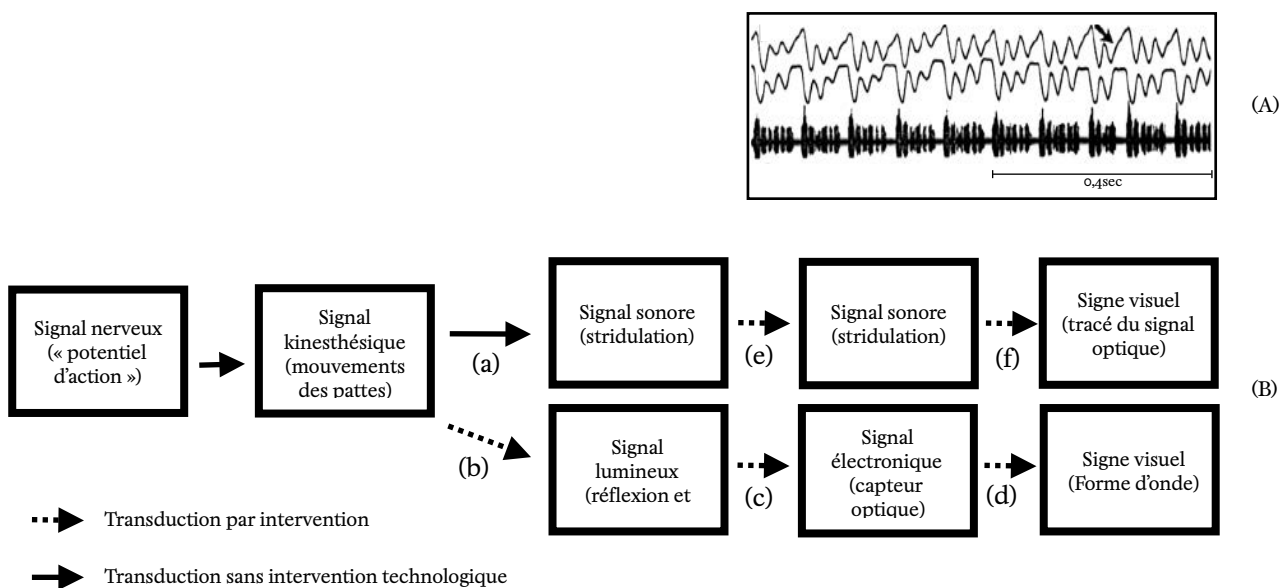 (A)
0,4sec
Signal nerveux
(« potentiel
d’action »)
Signal
kinesthésique
(mouvements
des pattes)
(a)
Signal sonore
(stridulation)
(e)
Signal sonore
(stridulation)
(f)
Signe visuel
(tracé du signal
optique)
(B)
(b)
Signal
lumineux
(réflexion et
(c)
Signal
électronique
(capteur
optique)
(d)
Signe visuel
(Forme d’onde)
Transduction par intervention
Transduction sans intervention technologique